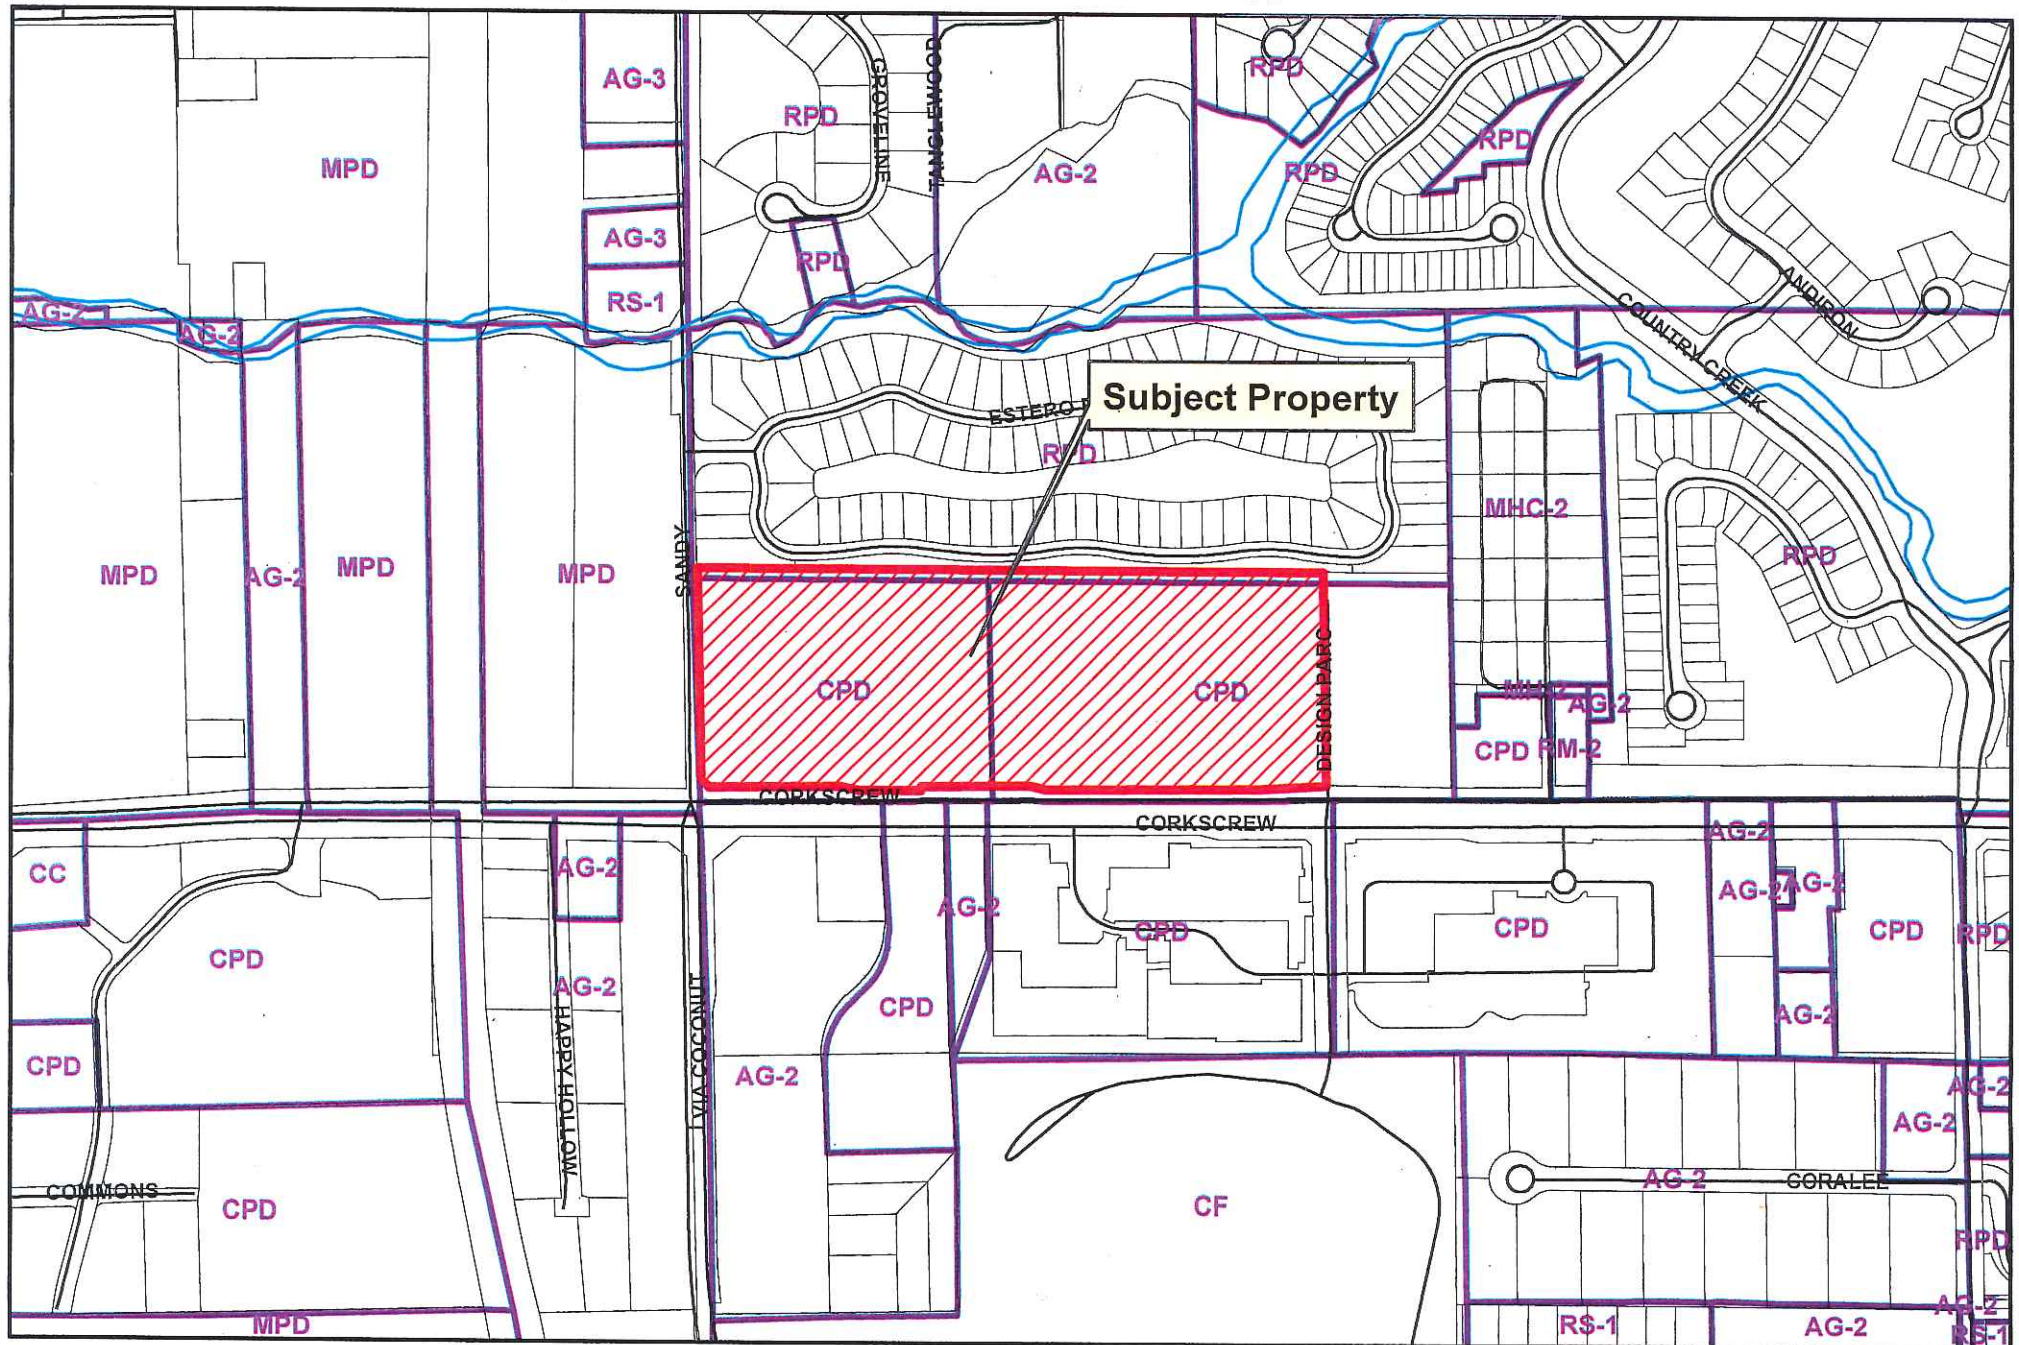 AG-3
RPD
GROVELINE
TANGLEWOOD
RPD
RPD
MPD
AG-2
RPD
AG-3
RPD
RS-1
ANDIRON
COUNTRY CREEK
AG-2
AG-2
Subject Property
ESTERO
RPD
MHC-2
SANDY
MPD
AG-2
MPD
MPD
RPD
CPD
CPD
DESIGN PARC
AG-2
CPD
RM-2
CORKSCREW
CORKSCREW
AG-2
CC
AG-2
AG-2
AG-2
AG-2
CPD
CPD
CPD
RPD
CPD
AG-2
HAPPY HOLLOW
VIA COCONUT
CPD
AG-2
CPD
AG-2
AG-2
AG-2
COMMONS
AG-2
CORALEE
CPD
CF
RPD
AG-2
MPD
RS-1
AG-2
RS-1